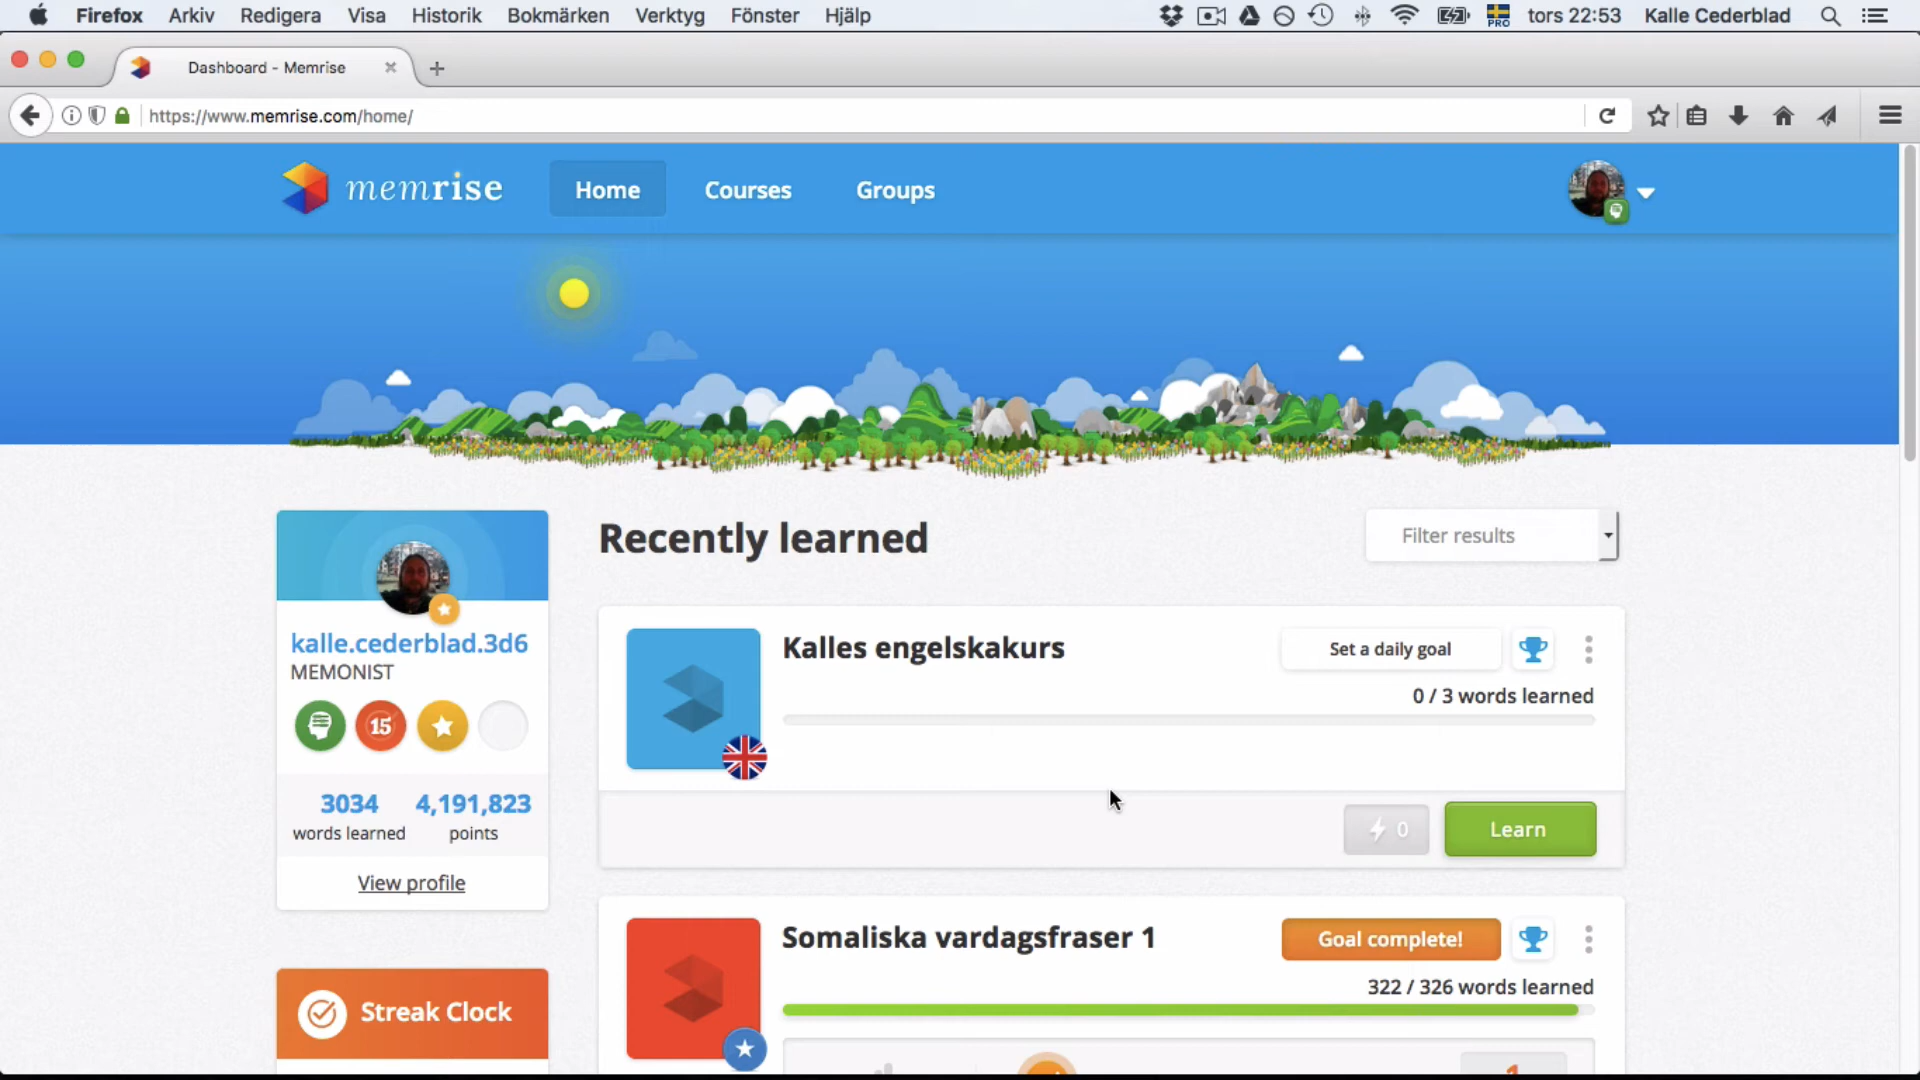 Firefox Arkiv Redigera Visa Historik Bokmärken Verktyg Fönster Hjälp PRO tors 22:53 Kalle Cederblad
Dashboard - Memrise
https://www.memrise.com/home/
memrise Home Courses Groups
Recently learned
Filter results
kalle.cederblad.3d6
MEMONIST
15
3034 4,191,823
words learned points
View profile
Streak Clock
Kalles engelskakurs
Set a daily goal
0 / 3 words learned
0 Learn
Somaliska vardagsfraser 1
Goal complete!
322 / 326 words learned